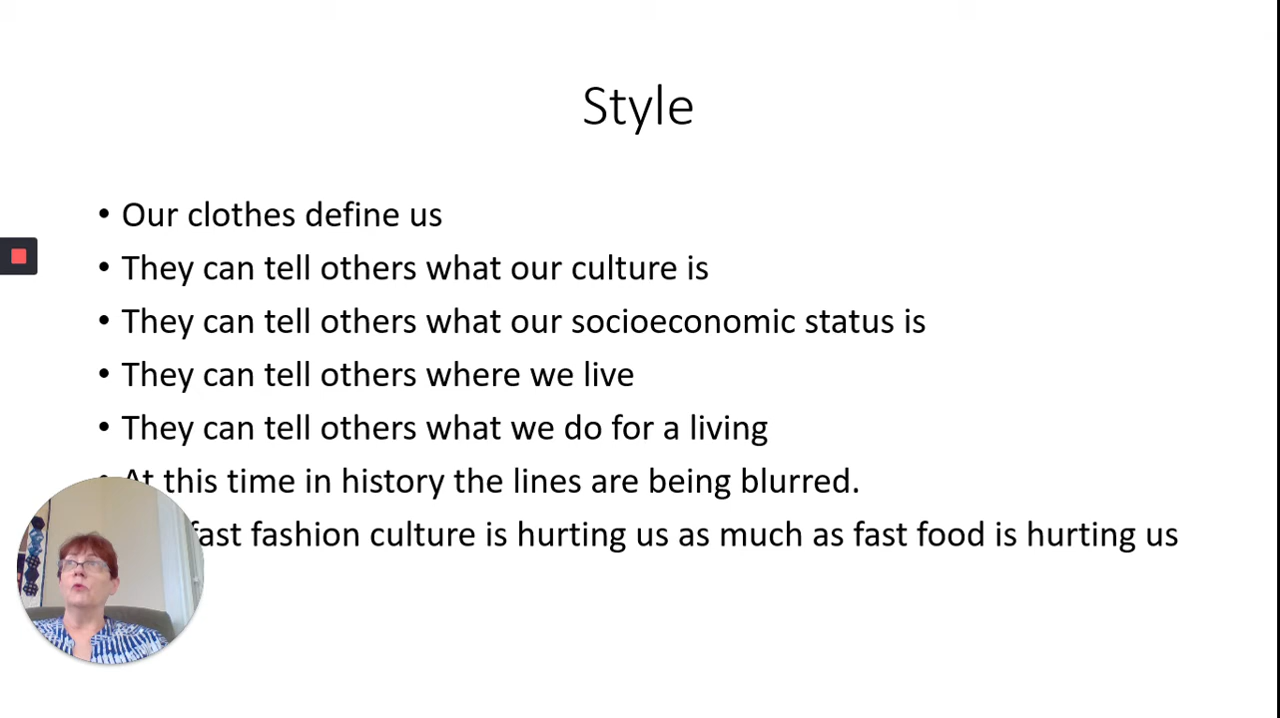 Style
• Our clothes define us
• They can tell others what our culture is
• They can tell others what our socioeconomic status is
• They can tell others where we live
• They can tell others what we do for a living
• At this time in history the lines are being blurred.
fast fashion culture is hurting us as much as fast food is hurting us